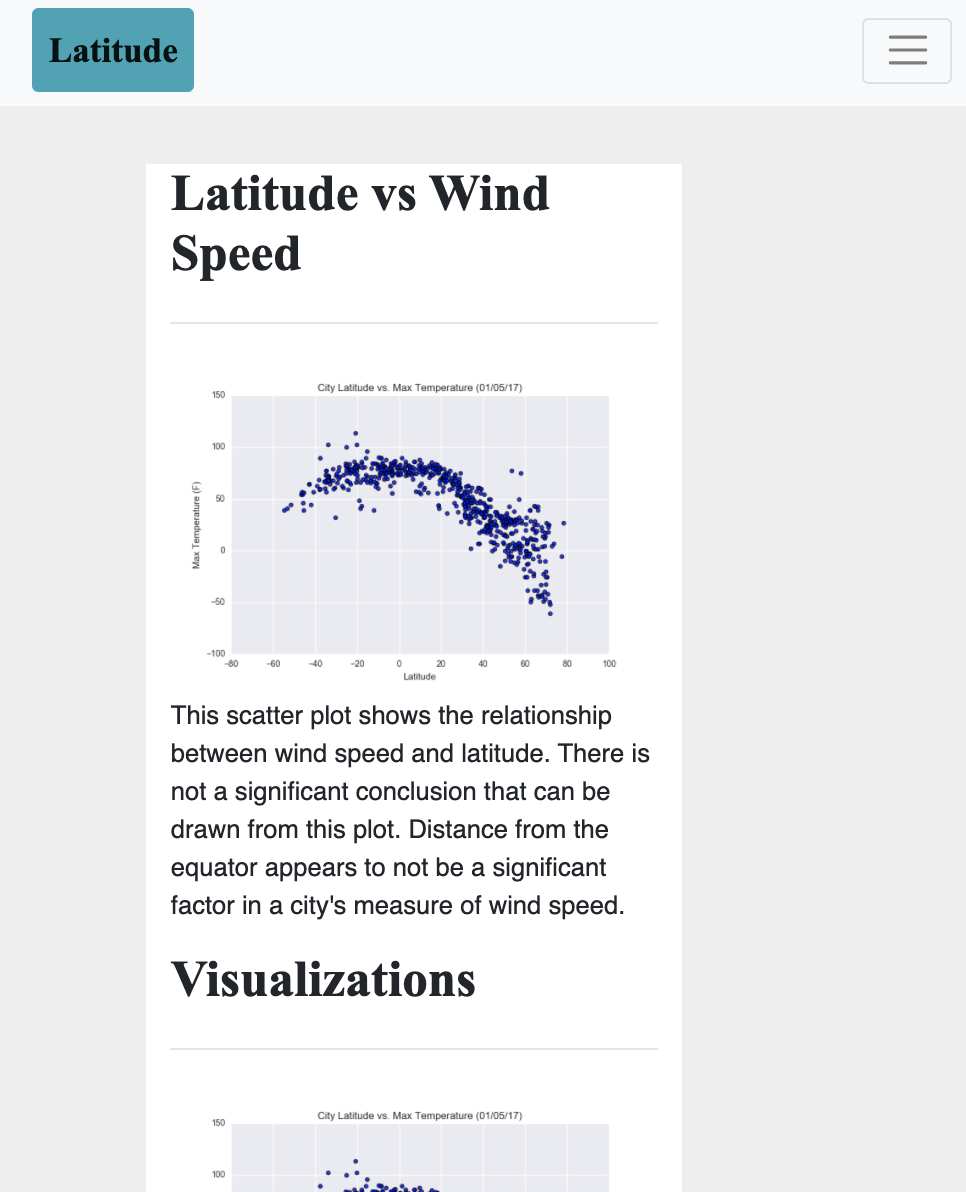 Latitude
Latitude vs Wind
Speed
City Latitude vs. Max Temperature (01/05/17)
150
100
50
0
−50
−100
Max Temperature (F)
−80 −60 −40 −20 0 20 40 60 80 100
Latitude
This scatter plot shows the relationship
between wind speed and latitude. There is
not a significant conclusion that can be
drawn from this plot. Distance from the
equator appears to not be a significant
factor in a city's measure of wind speed.
Visualizations
City Latitude vs. Max Temperature (01/05/17)
150
100